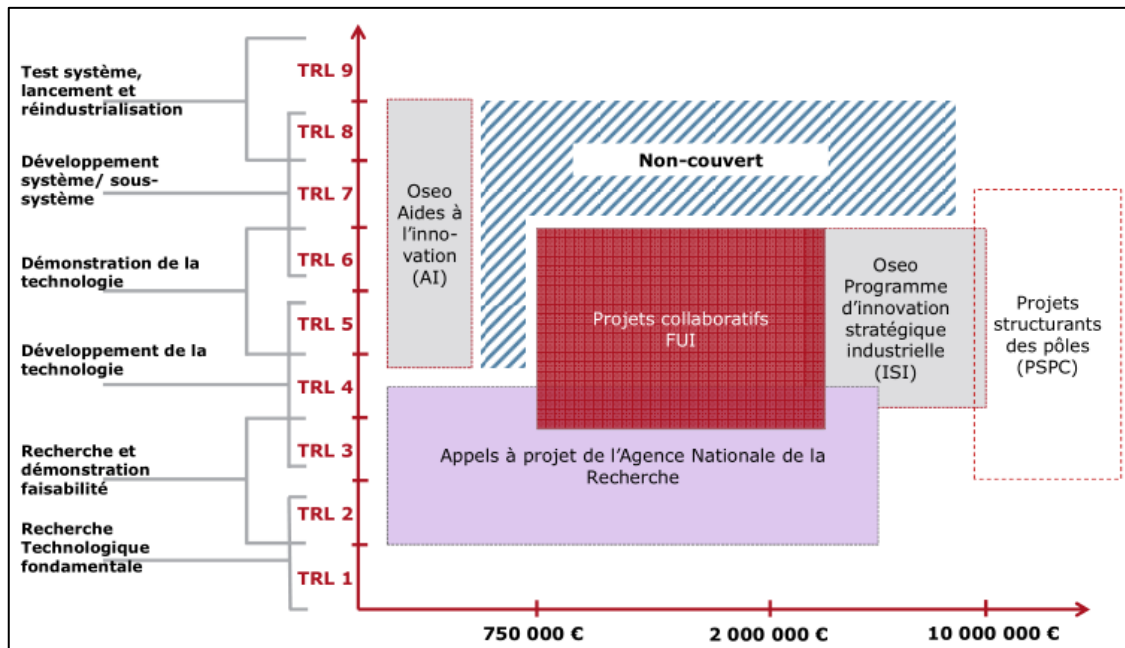 Test système,
lancement et
réindustrialisation
Développement
système/ sous-
système
Démonstration de la
technologie
Développement de la
technologie
Recherche et
démonstration
faisabilité
Recherche
Technologique
fondamentale
TRL 9
TRL 8
TRL 7
TRL 6
TRL 5
TRL 4
TRL 3
TRL 2
TRL 1
Oseo
Aides à
l’inno-
vation
(AI)
Non-couvert
Projets collaboratifs
FUI
Oseo
Programme
d’innovation
stratégique
industrielle
(ISI)
Projets
structurants
des pôles
(PSPC)
Appels à projet de l’Agence Nationale de la
Recherche
750 000 €
2 000 000 €
10 000 000 €